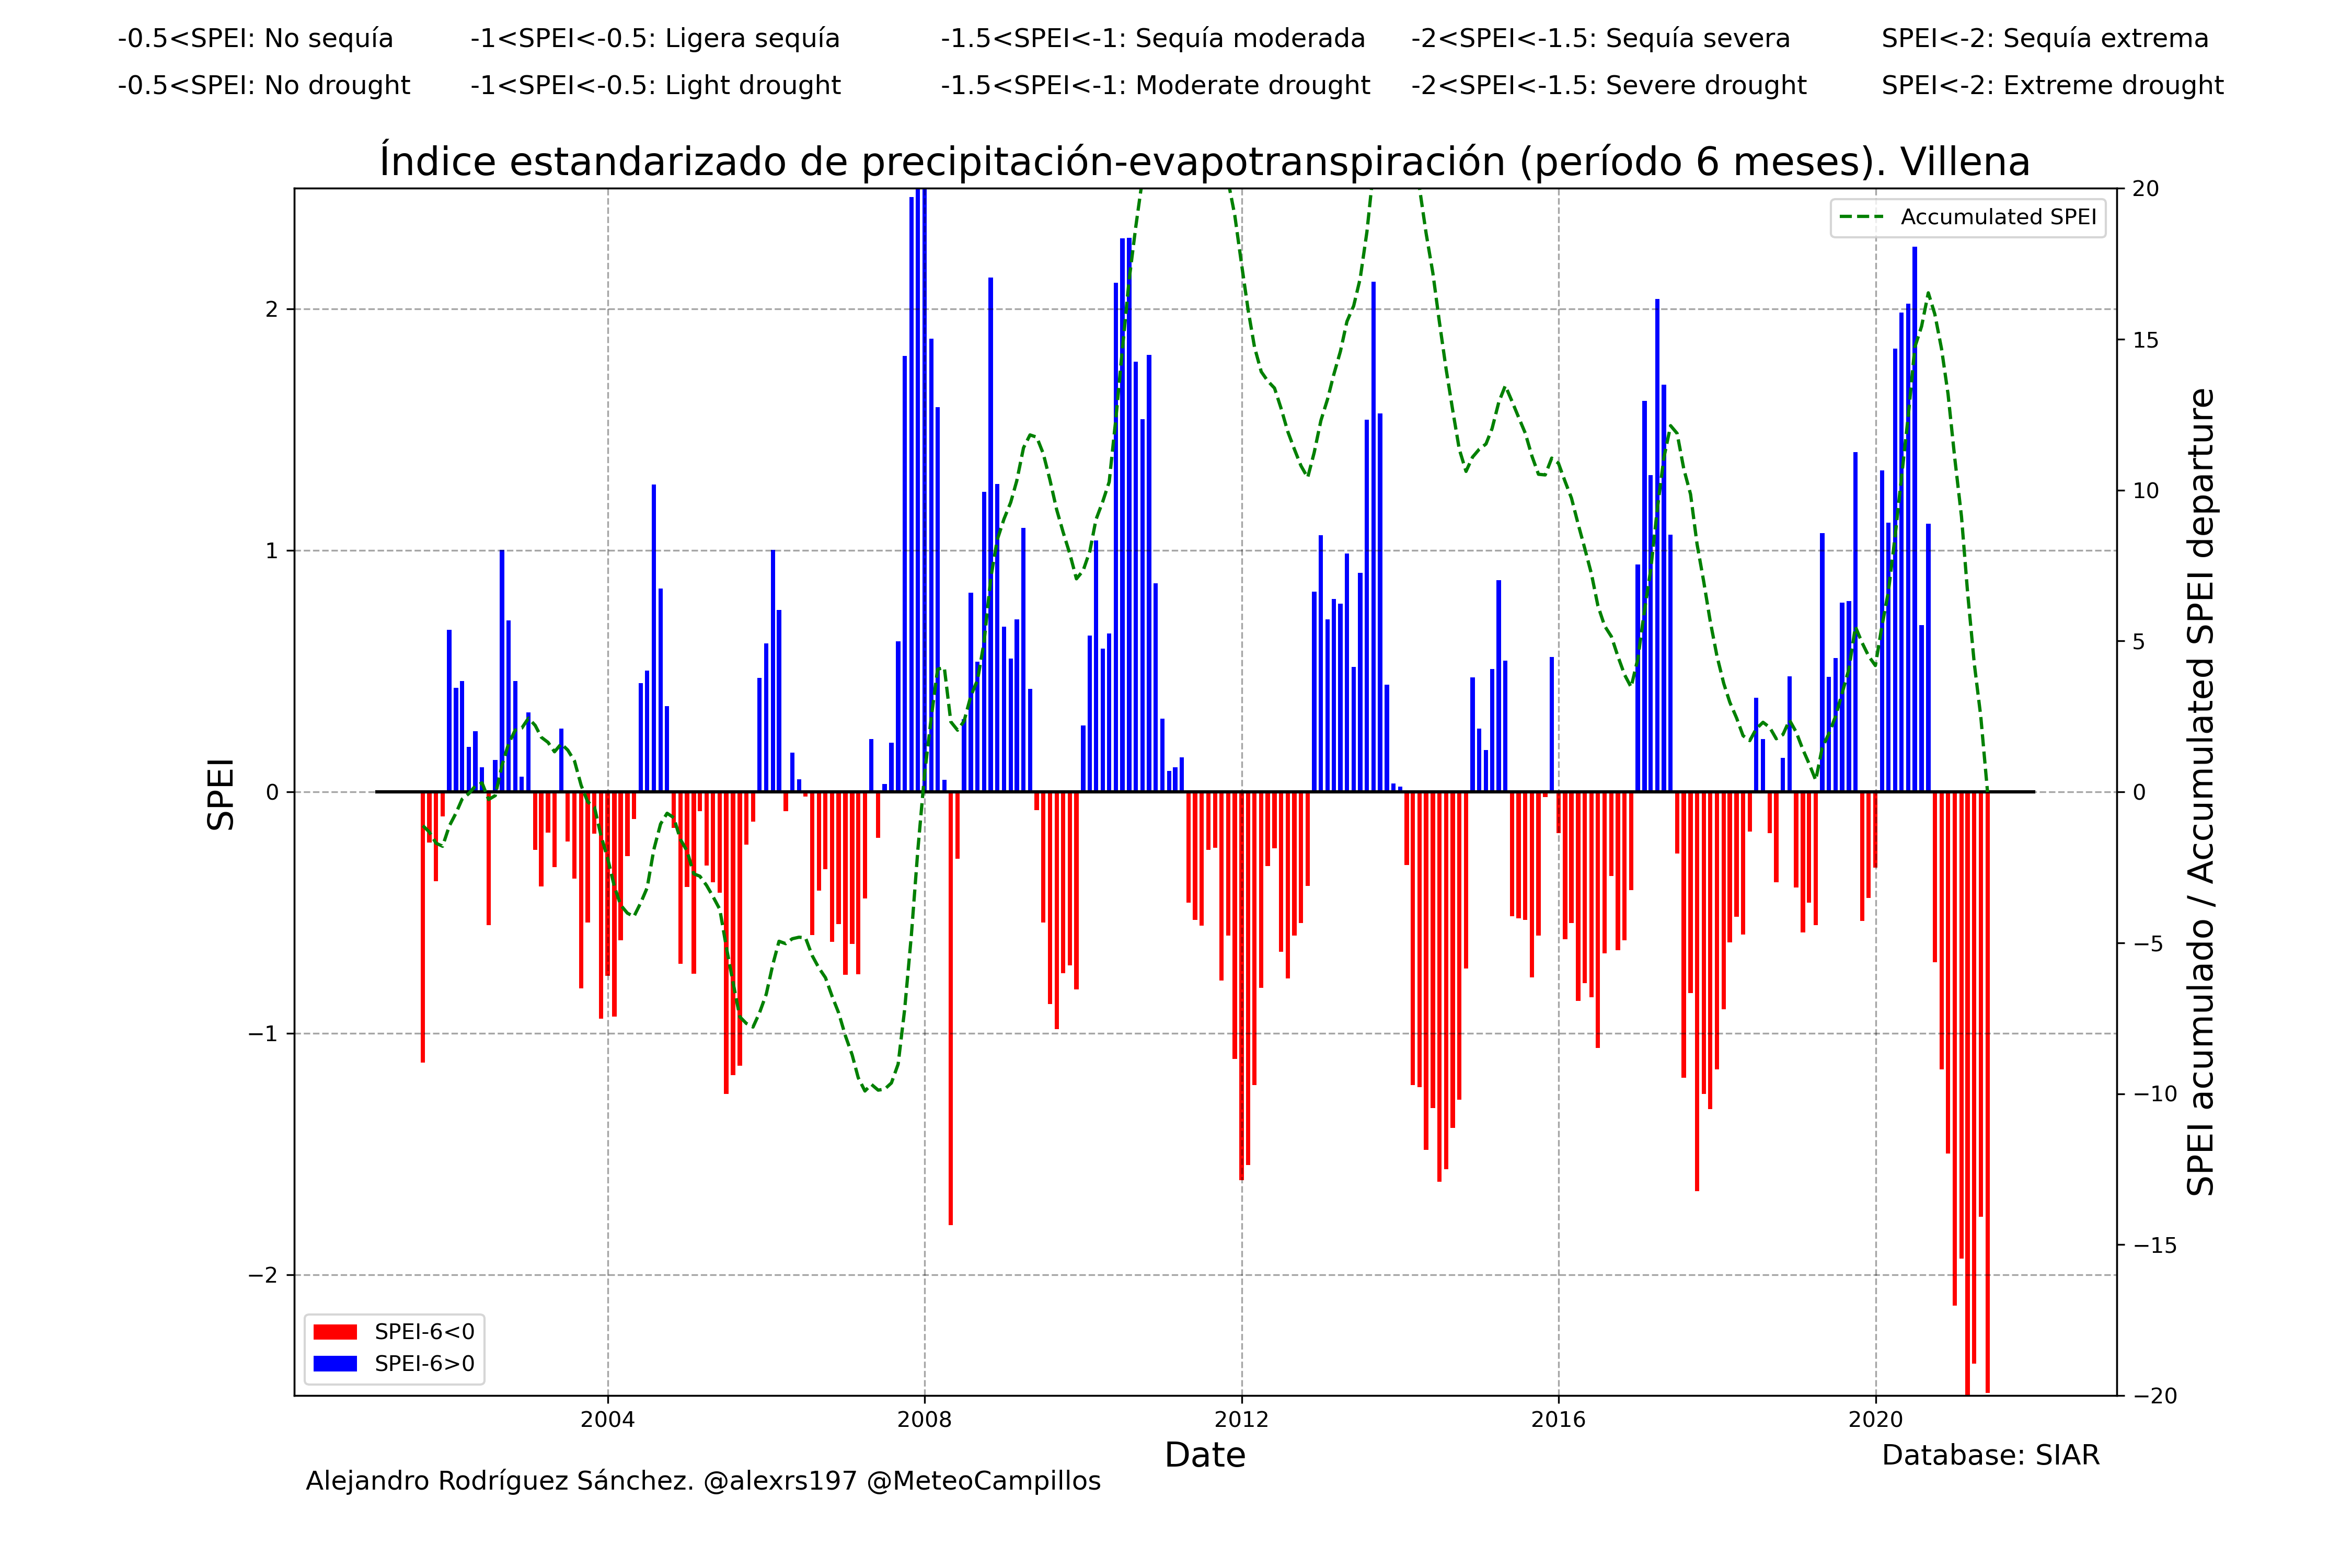 -0.5<SPEI: No sequía -1<SPEI<-0.5: Ligera sequía -1.5<SPEI<-1: Sequía moderada -2<SPEI<-1.5: Sequía severa SPEI<-2: Sequía extrema
-0.5<SPEI: No drought -1<SPEI<-0.5: Light drought -1.5<SPEI<-1: Moderate drought -2<SPEI<-1.5: Severe drought SPEI<-2: Extreme drought
Índice estandarizado de precipitación-evapotranspiración (período 6 meses). Villena
Accumulated SPEI
SPEI
2
1
0
−1
−2
20
15
10
5
0
−5
−10
−15
−20
SPEI acumulado / Accumulated SPEI departure
SPEI-6<0
SPEI-6>0
2004 2008 2012 2016 2020
Date
Database: SIAR
Alejandro Rodríguez Sánchez. @alexrs197 @MeteoCampillos